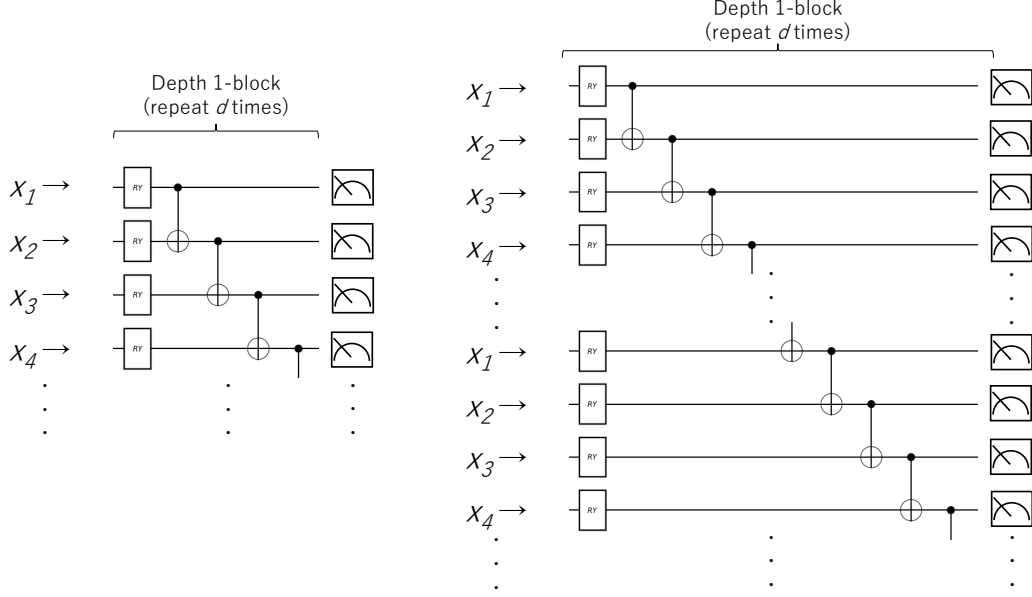 Depth 1-block
(repeat d times)
X1 → RY
X2 → RY
X3 → RY
X4 → RY
Depth 1-block
(repeat d times)
X1 → RY
X2 → RY
X3 → RY
X4 → RY
X1 → RY
X2 → RY
X3 → RY
X4 → RY